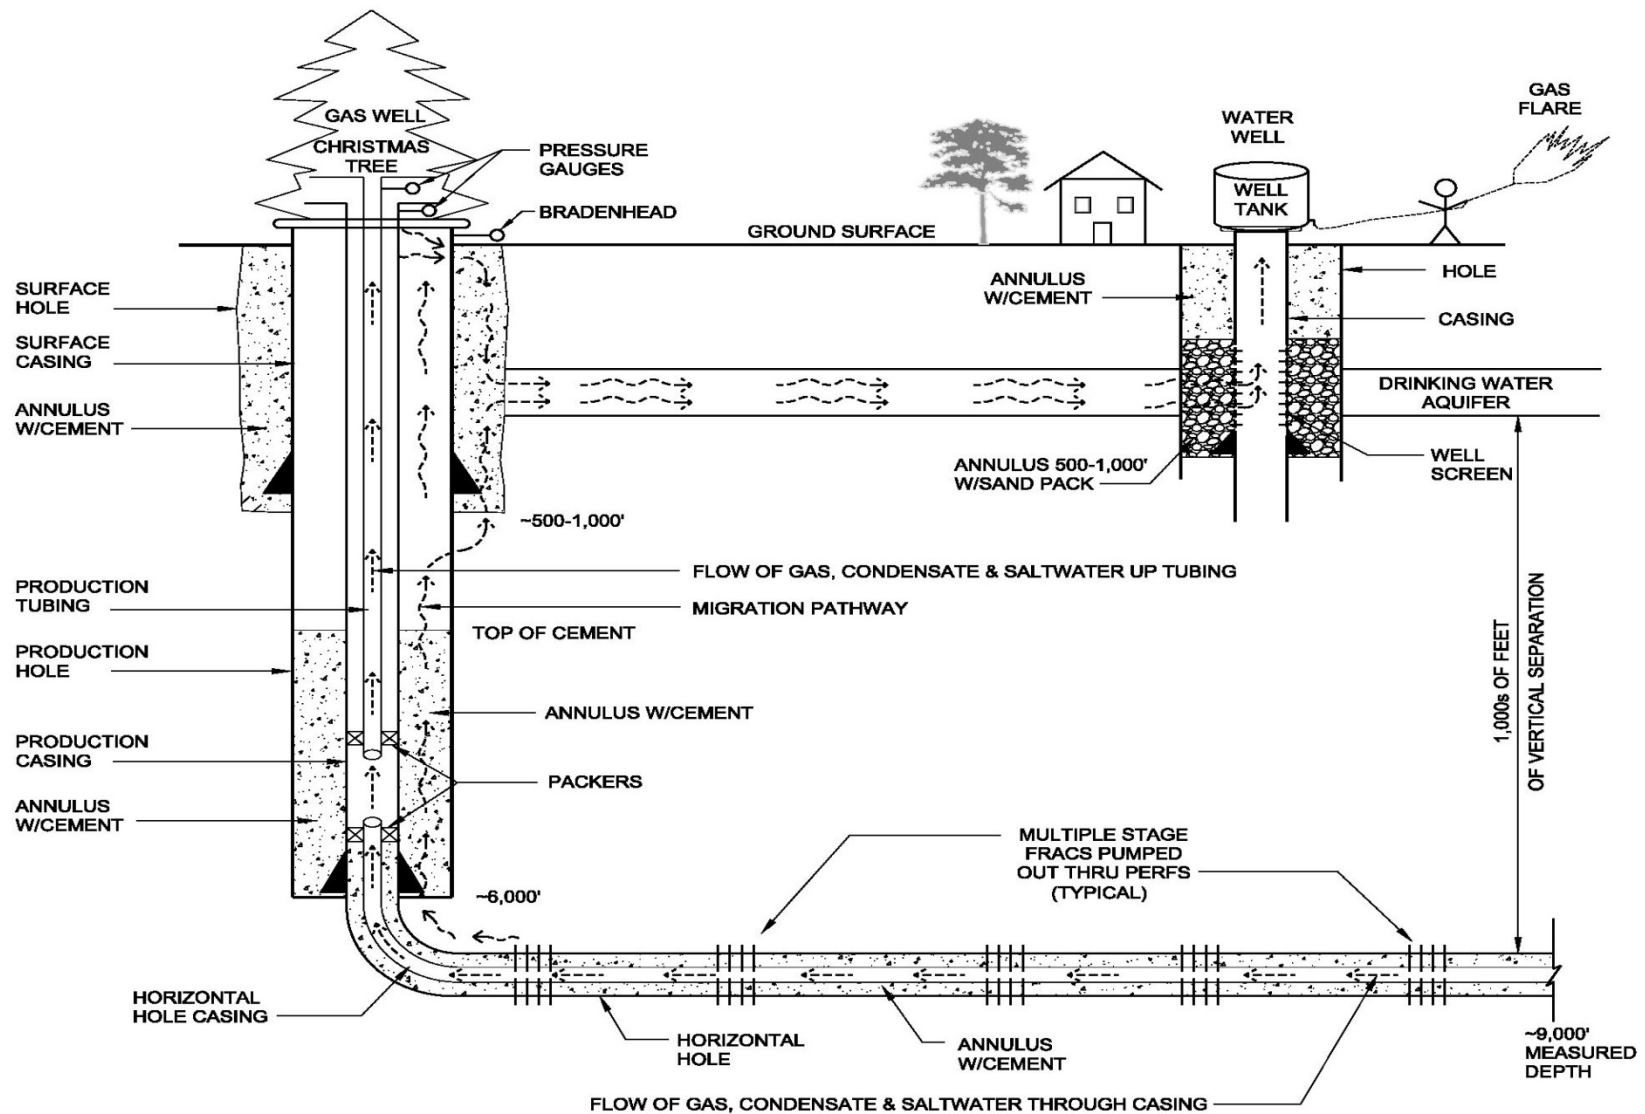 GAS WELL
CHRISTMAS
TREE
PRESSURE
GAUGES
BRADENHEAD
GROUND SURFACE
WATER
WELL
WELL
TANK
GAS
FLARE
SURFACE
HOLE
SURFACE
CASING
ANNULUS
W/CEMENT
ANNULUS
W/CEMENT
HOLE
CASING
DRINKING WATER
AQUIFER
ANNULUS 500-1,000'
W/SAND PACK
WELL
SCREEN
~500-1,000'
PRODUCTION
TUBING
FLOW OF GAS, CONDENSATE & SALTWATER UP TUBING
MIGRATION PATHWAY
TOP OF CEMENT
PRODUCTION
HOLE
ANNULUS W/CEMENT
PRODUCTION
CASING
PACKERS
ANNULUS
W/CEMENT
1,000s OF FEET
OF VERTICAL SEPARATION
MULTIPLE STAGE
FRACS PUMPED
OUT THRU PERFS
(TYPICAL)
~6,000'
HORIZONTAL
HOLE CASING
HORIZONTAL
HOLE
ANNULUS
W/CEMENT
~9,000'
MEASURED
DEPTH
FLOW OF GAS, CONDENSATE & SALTWATER THROUGH CASING